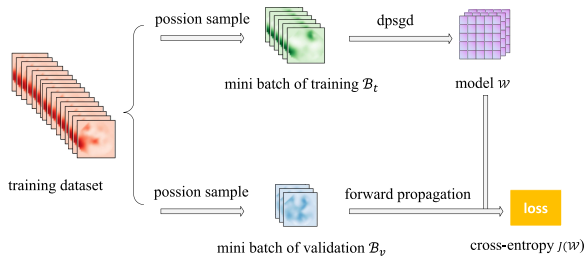 possion sample
dpsgd
mini batch of training ℬₜ
model 𝒲
training dataset
possion sample
forward propagation
loss
mini batch of validation ℬᵥ
cross-entropy J(𝒲)